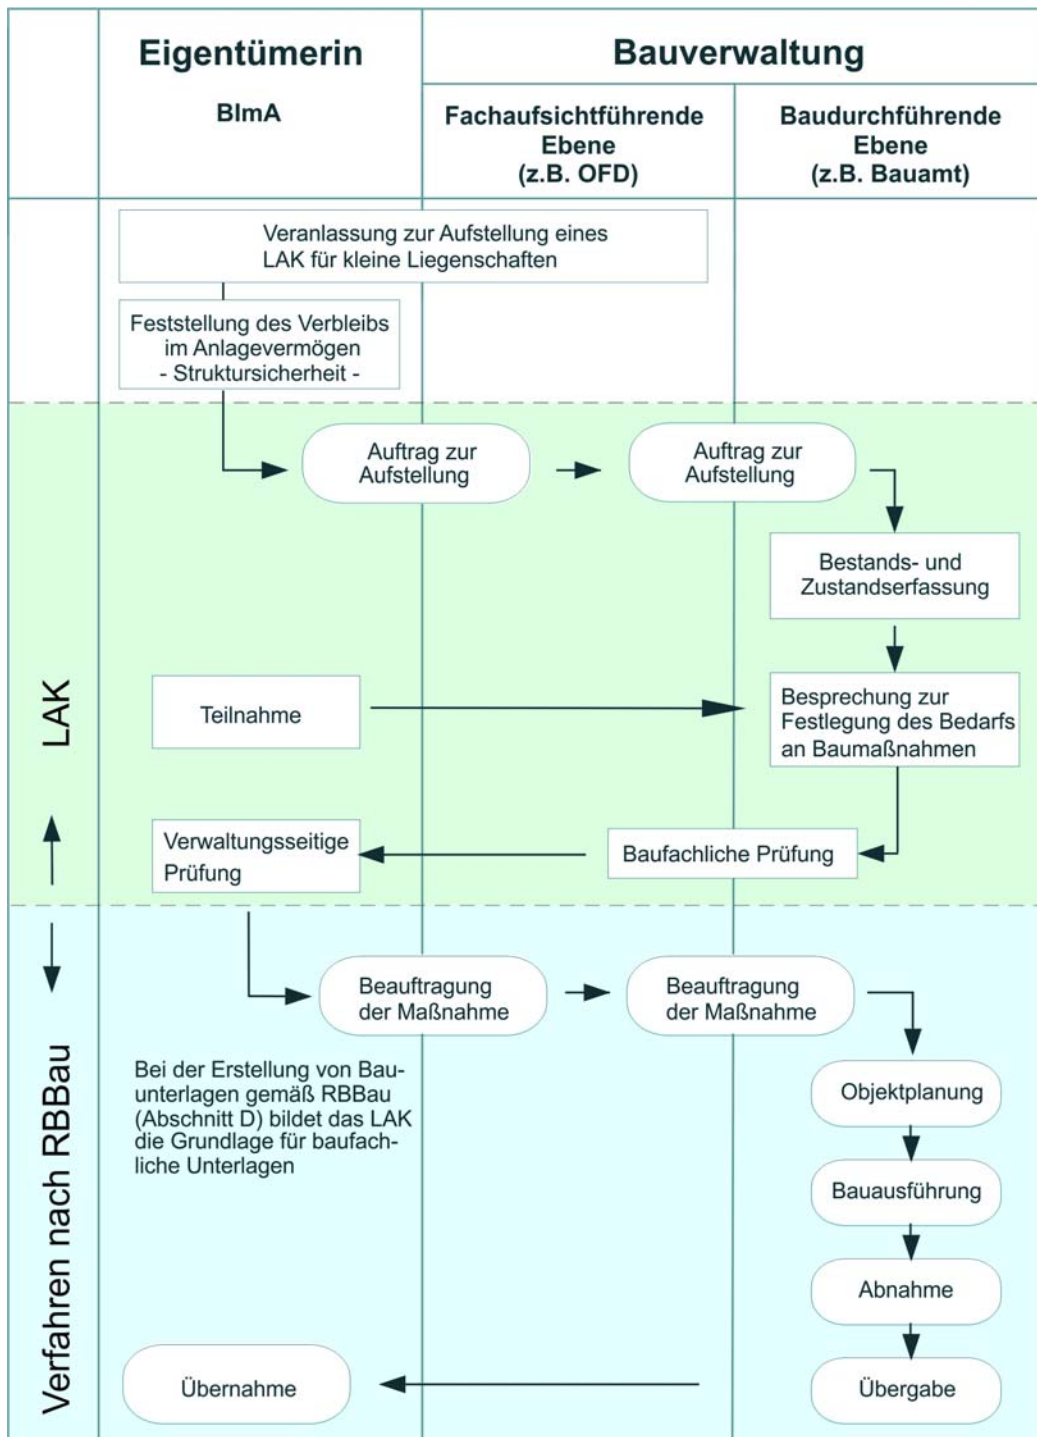 Eigentümerin
BImA
Bauverwaltung
Fachaufsichtführende
Ebene
(z.B. OFD)
Baudurchführende
Ebene
(z.B. Bauamt)
Veranlassung zur Aufstellung eines
LAK für kleine Liegenschaften
Feststellung des Verbleibs
im Anlagevermögen
- Struktursicherheit -
LAK
Auftrag zur
Aufstellung
Auftrag zur
Aufstellung
Bestands- und
Zustandserfassung
Teilnahme
Besprechung zur
Festlegung des Bedarfs
an Baumaßnahmen
Verwaltungsseitige
Prüfung
Baufachliche Prüfung
Verfahren nach RBBau
Beauftragung
der Maßnahme
Beauftragung
der Maßnahme
Bei der Erstellung von Bau-
unterlagen gemäß RBBau
(Abschnitt D) bildet das LAK
die Grundlage für baufach-
liche Unterlagen
Objektplanung
Bauausführung
Abnahme
Übernahme
Übergabe